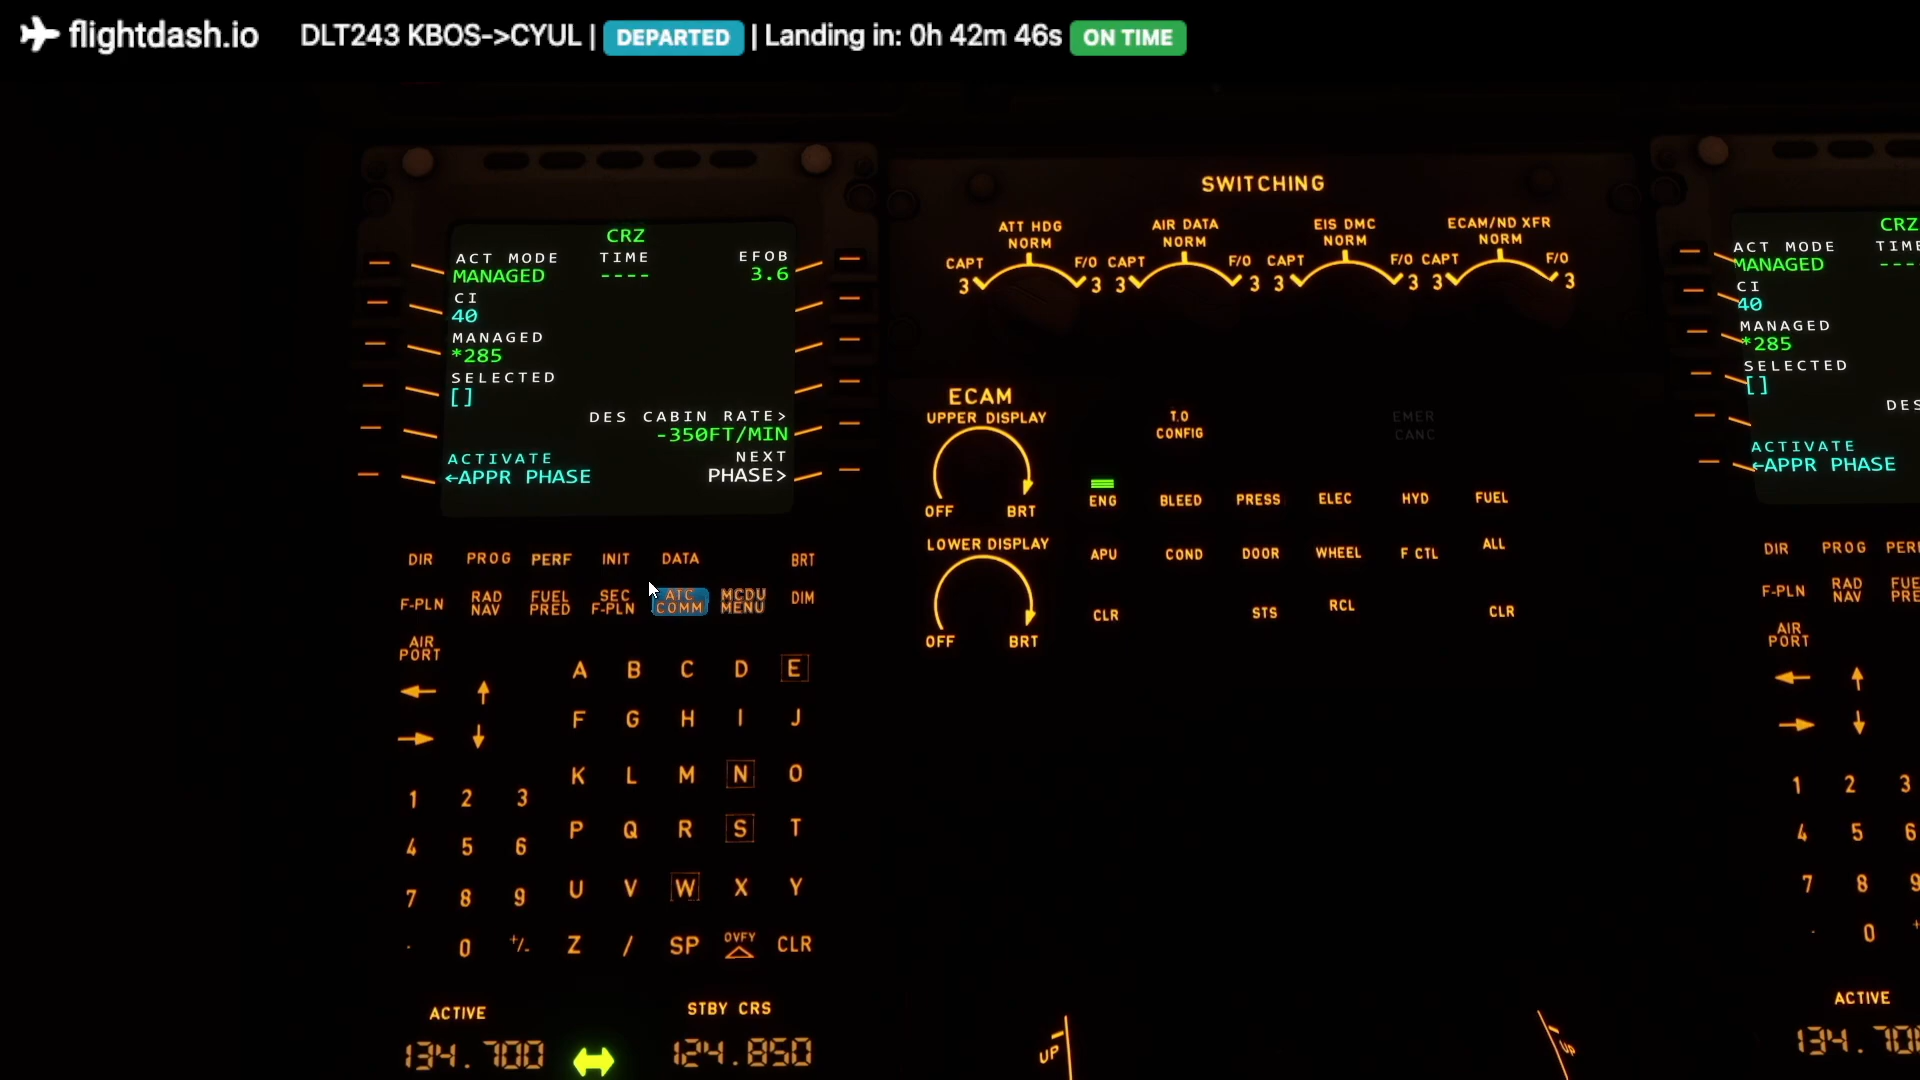 flightdash.io DLT243 KBOS->CYUL | DEPARTED | Landing in: 0h 42m 46s ON TIME
CRZ
ACT MODE TIME EFOB
MANAGED ---- 3.6
CI
40
MANAGED
*285
SELECTED
[]
DES CABIN RATE>
-350FT/MIN
ACTIVATE NEXT
←APPR PHASE PHASE>
DIR PROG PERF INIT DATA BRT
F-PLN RAD NAV FUEL PRED SEC F-PLN ATC COMM MCDU MENU DIM
AIR PORT
← ↑
→ ↓
A B C D E
F G H I J
K L M N O
P Q R S T
U V W X Y
Z / SP OVFY CLR
1 2 3
4 5 6
7 8 9
. 0 +/-
ACTIVE STBY CRS
134.700 124.850
SWITCHING
ATT HDG AIR DATA EIS DMC ECAM/ND XFR
NORM NORM NORM NORM
CAPT F/O CAPT F/O CAPT F/O CAPT F/O
3 3 3 3 3 3 3 3
ECAM
UPPER DISPLAY
OFF BRT
LOWER DISPLAY
OFF BRT
T.O CONFIG
EMER CANC
ENG BLEED PRESS ELEC HYD FUEL
APU COND DOOR WHEEL F CTL ALL
CLR STS RCL CLR
UP UP
CRZ
ACT MODE TIME
MANAGED ---
CI
40
MANAGED
*285
SELECTED
[]
DES
ACTIVATE
←APPR PHASE
DIR PROG PERF
F-PLN RAD NAV FUE PRE
AIR PORT
← ↑
→ ↓
1 2 3
4 5 6
7 8 9
. 0 +
ACTIVE
134.70